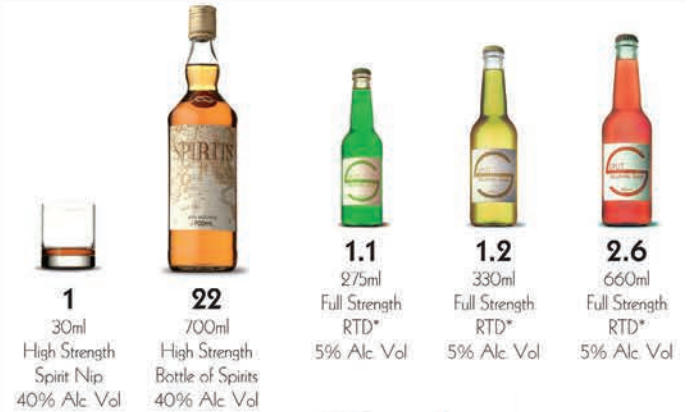 SPIRITS
700ML
1
30ml
High Strength
Spirit Nip
40% Alc. Vol
22
700ml
High Strength
Bottle of Spirits
40% Alc. Vol
1.1
275ml
Full Strength
RTD*
5% Alc. Vol
1.2
330ml
Full Strength
RTD*
5% Alc. Vol
2.6
660ml
Full Strength
RTD*
5% Alc. Vol